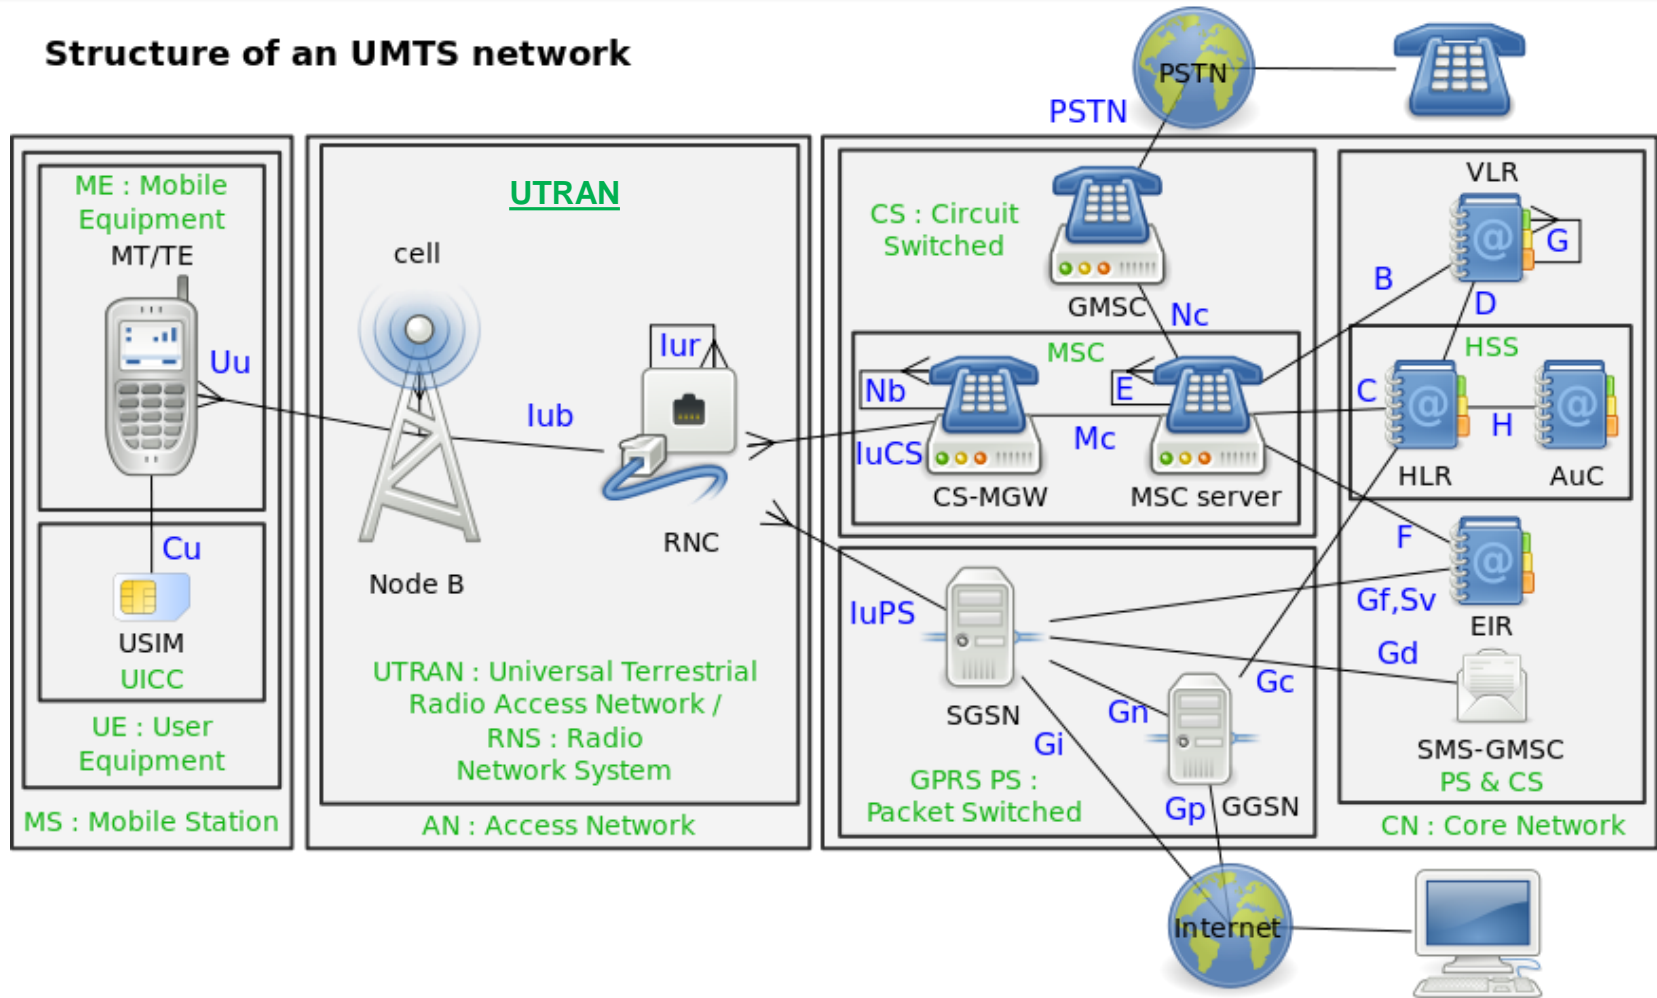 Structure of an UMTS network
PSTN
PSTN
ME : Mobile
Equipment
MT/TE
Uu
Cu
USIM
UICC
UE : User
Equipment
MS : Mobile Station
UTRAN
cell
Iur
Iub
RNC
Node B
UTRAN : Universal Terrestrial
Radio Access Network /
RNS : Radio
Network System
AN : Access Network
CS : Circuit
Switched
GMSC
Nc
MSC
Nb
E
IuCS
Mc
CS-MGW
MSC server
VLR
G
B
D
HSS
C
H
HLR
AuC
F
Gf,Sv
EIR
Gd
Gc
SMS-GMSC
PS & CS
CN : Core Network
IuPS
SGSN
Gn
Gi
GPRS PS :
Packet Switched
Gp
GGSN
Internet